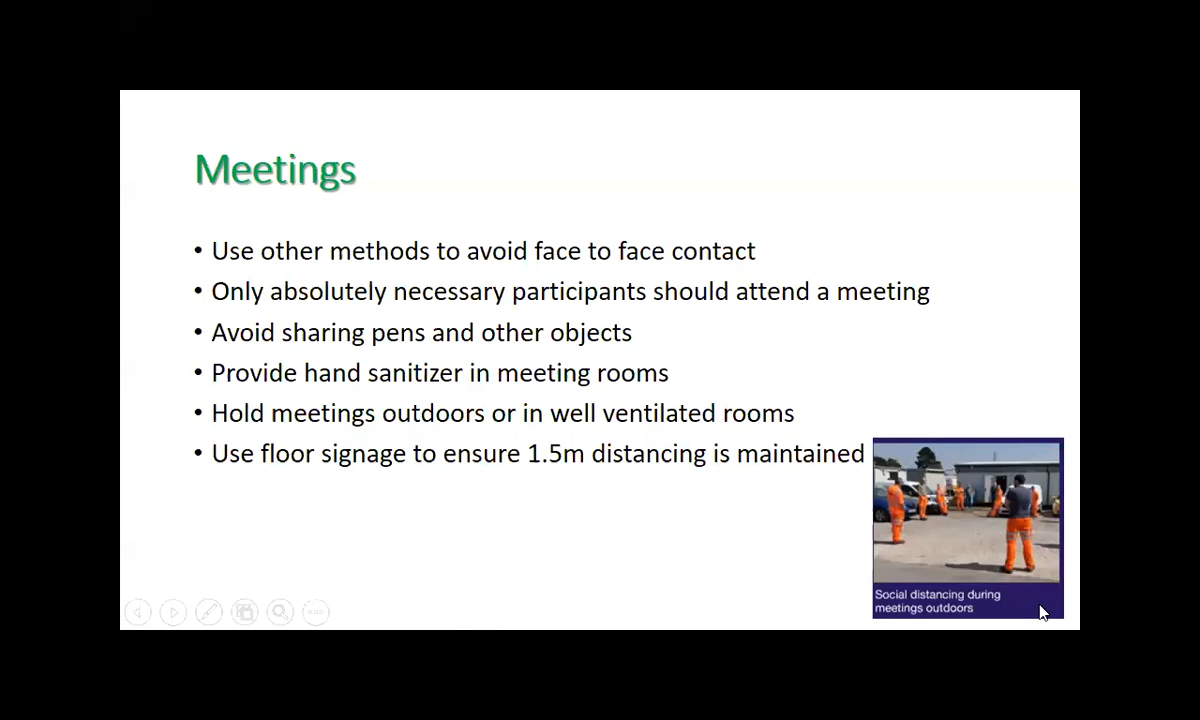 Meetings
• Use other methods to avoid face to face contact
• Only absolutely necessary participants should attend a meeting
• Avoid sharing pens and other objects
• Provide hand sanitizer in meeting rooms
• Hold meetings outdoors or in well ventilated rooms
• Use floor signage to ensure 1.5m distancing is maintained
Social distancing during
meetings outdoors